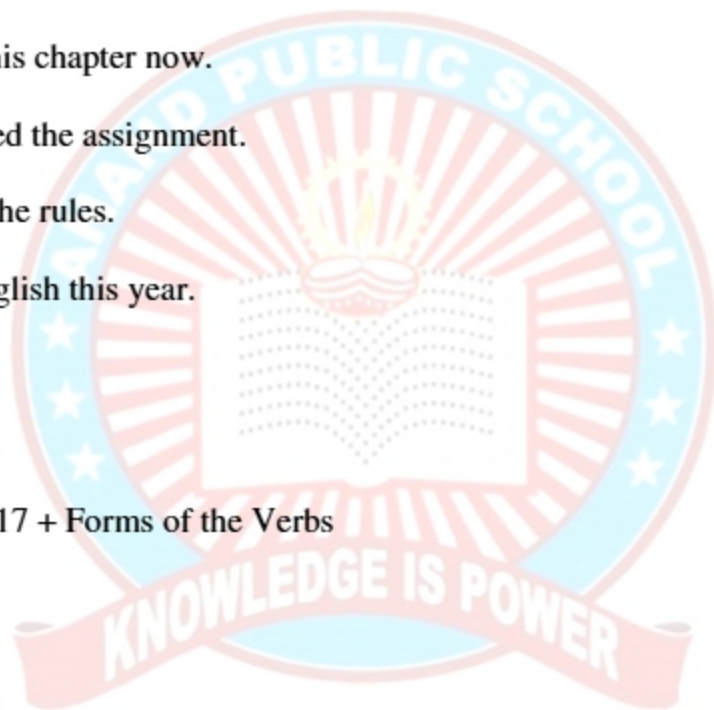 his chapter now.
ed the assignment.
he rules.
glish this year.
17 + Forms of the Verbs
ANAND PUBLIC SCHOOL
KNOWLEDGE IS POWER